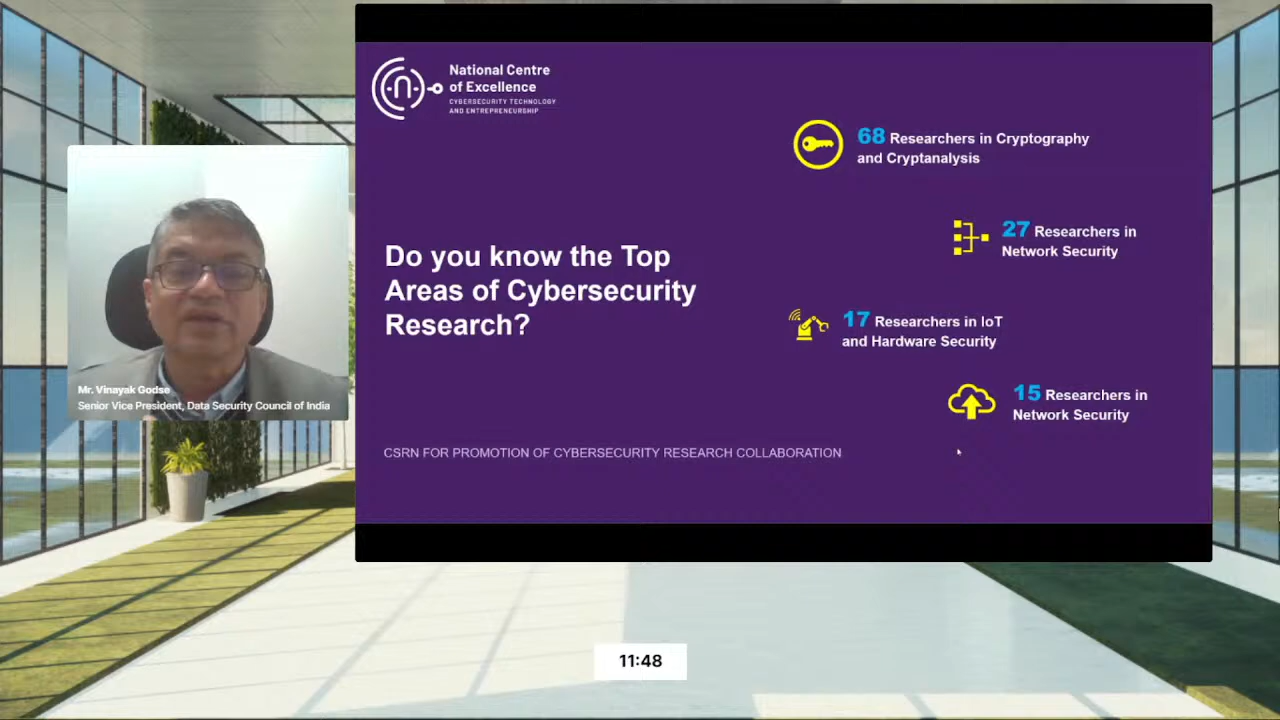 National Centre
of Excellence
CYBERSECURITY TECHNOLOGY
AND ENTREPRENEURSHIP
68 Researchers in Cryptography
and Cryptanalysis
27 Researchers in
Network Security
Do you know the Top
Areas of Cybersecurity
Research?
17 Researchers in IoT
and Hardware Security
15 Researchers in
Network Security
CSRN FOR PROMOTION OF CYBERSECURITY RESEARCH COLLABORATION
Mr. Vinayak Godse
Senior Vice President, Data Security Council of India
11:48